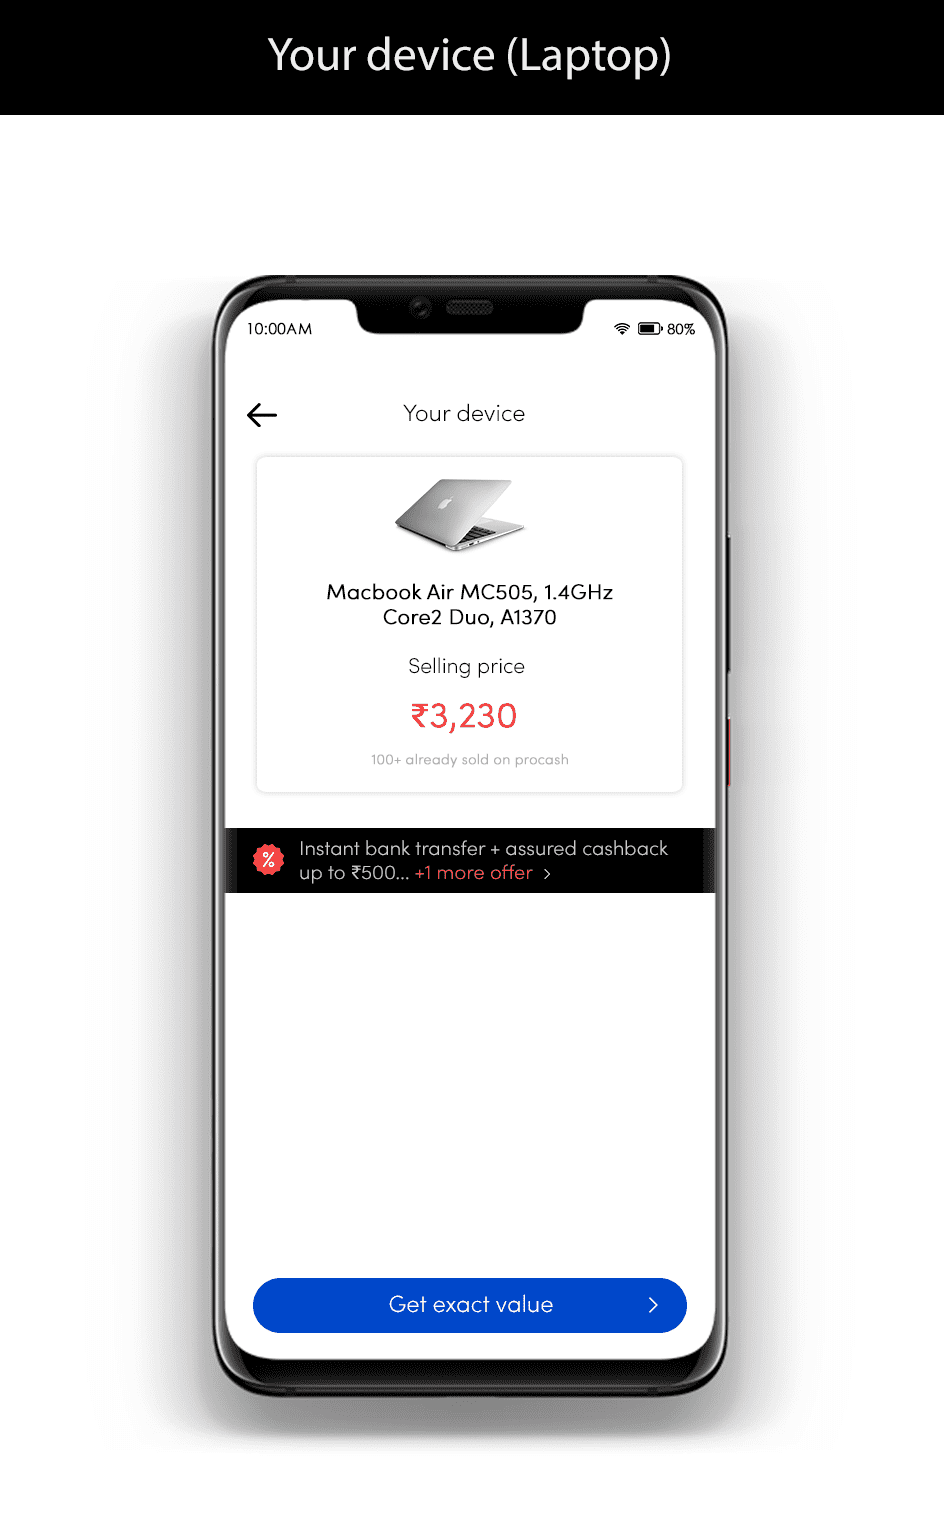 Your device (Laptop)
10:00AM
80%
Your device
Macbook Air MC505, 1.4GHz
Core2 Duo, A1370
Selling price
₹3,230
100+ already sold on procash
%
Instant bank transfer + assured cashback
up to ₹500... +1 more offer >
Get exact value >